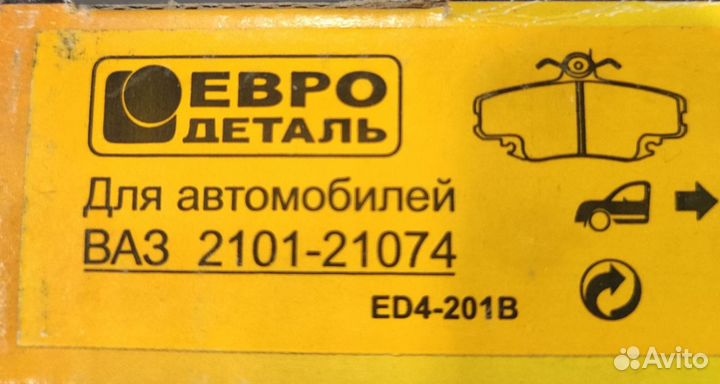 ЕВРО
ДЕТАЛЬ
Для автомобилей
ВАЗ 2101-21074
ED4-201B
Avito